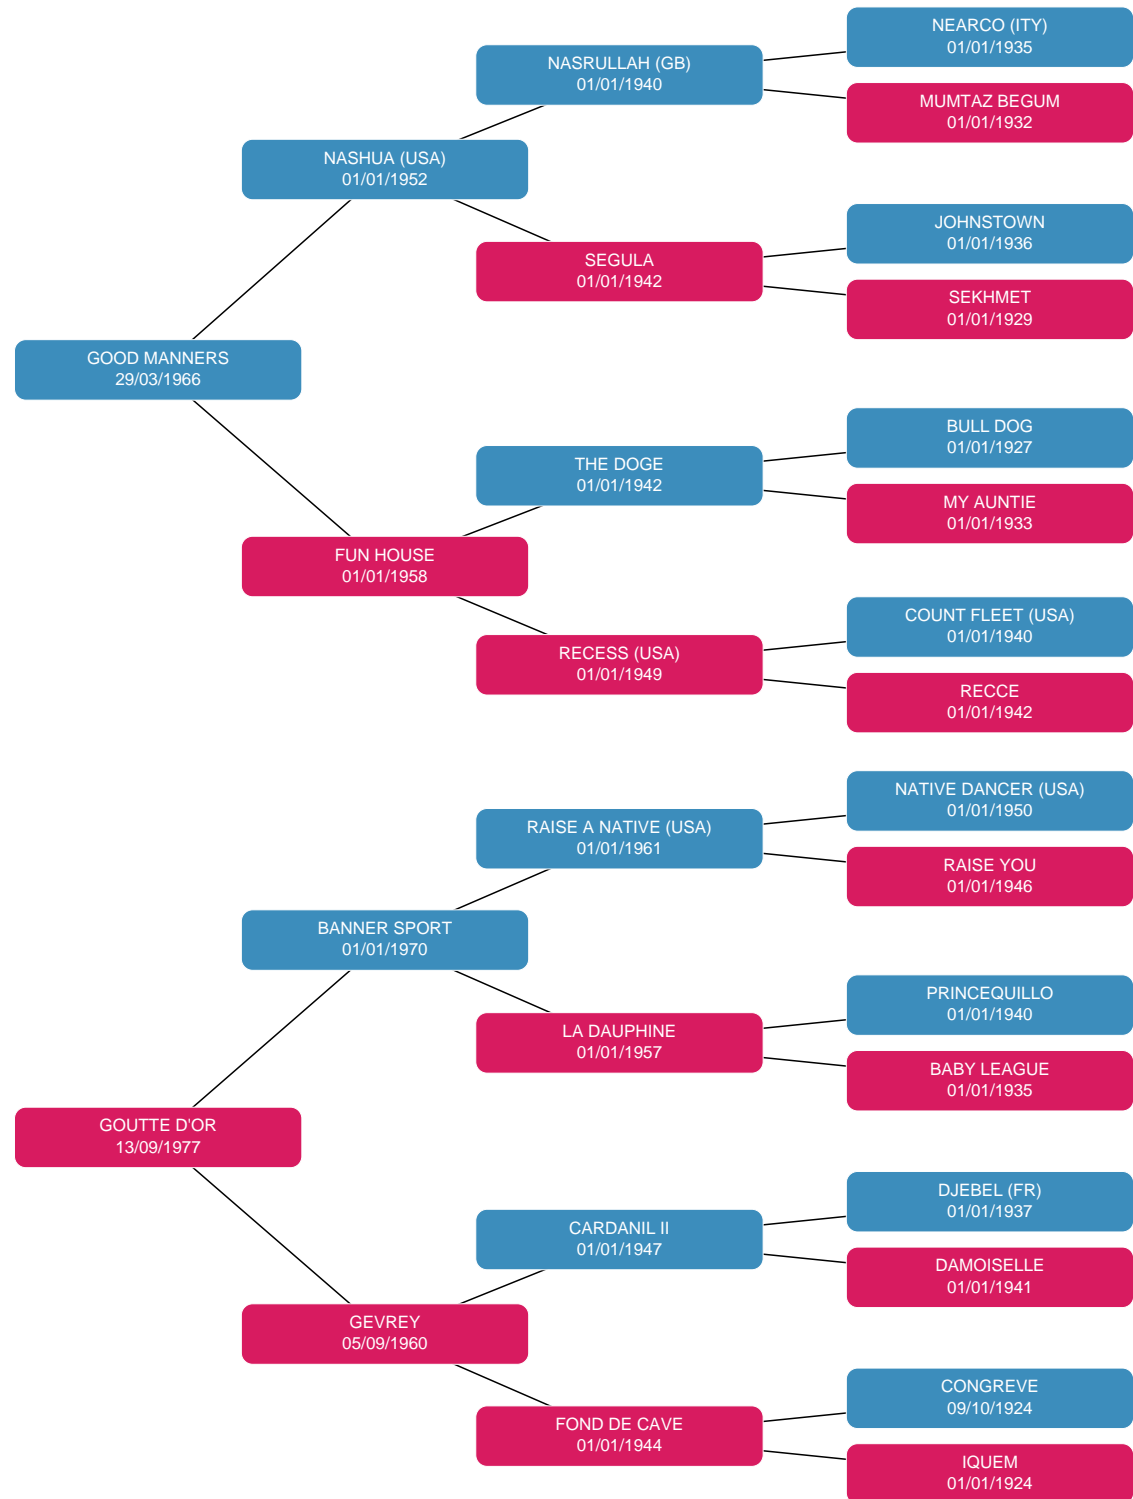 NEARCO (ITY)
01/01/1935
NASRULLAH (GB)
01/01/1940
MUMTAZ BEGUM
01/01/1932
NASHUA (USA)
01/01/1952
JOHNSTOWN
01/01/1936
SEGULA
01/01/1942
SEKHMET
01/01/1929
GOOD MANNERS
29/03/1966
BULL DOG
01/01/1927
THE DOGE
01/01/1942
MY AUNTIE
01/01/1933
FUN HOUSE
01/01/1958
COUNT FLEET (USA)
01/01/1940
RECESS (USA)
01/01/1949
RECCE
01/01/1942
NATIVE DANCER (USA)
01/01/1950
RAISE A NATIVE (USA)
01/01/1961
RAISE YOU
01/01/1946
BANNER SPORT
01/01/1970
PRINCEQUILLO
01/01/1940
LA DAUPHINE
01/01/1957
BABY LEAGUE
01/01/1935
GOUTTE D'OR
13/09/1977
DJEBEL (FR)
01/01/1937
CARDANIL II
01/01/1947
DAMOISELLE
01/01/1941
GEVREY
05/09/1960
CONGREVE
09/10/1924
FOND DE CAVE
01/01/1944
IQUEM
01/01/1924